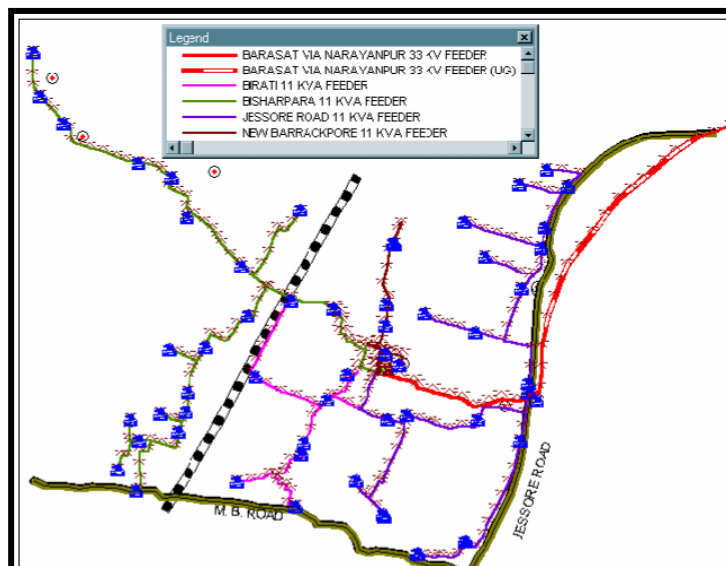 Legend
BARASAT VIA NARAYANPUR 33 KV FEEDER
BARASAT VIA NARAYANPUR 33 KV FEEDER (UG)
BIRATI 11 KVA FEEDER
BISHARPARA 11 KVA FEEDER
JESSORE ROAD 11 KVA FEEDER
NEW BARRACKPORE 11 KVA FEEDER
M. B. ROAD
JESSORE ROAD